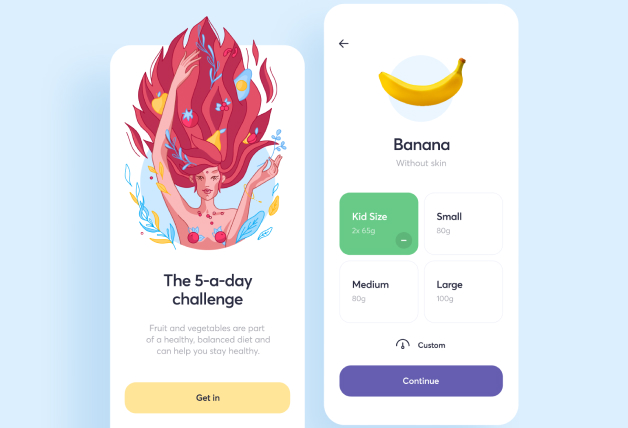 The 5-a-day
challenge
Fruit and vegetables are part
of a healthy, balanced diet and
can help you stay healthy.
Get in
Banana
Without skin
Kid Size
2x 65g
Small
80g
Medium
80g
Large
100g
Custom
Continue